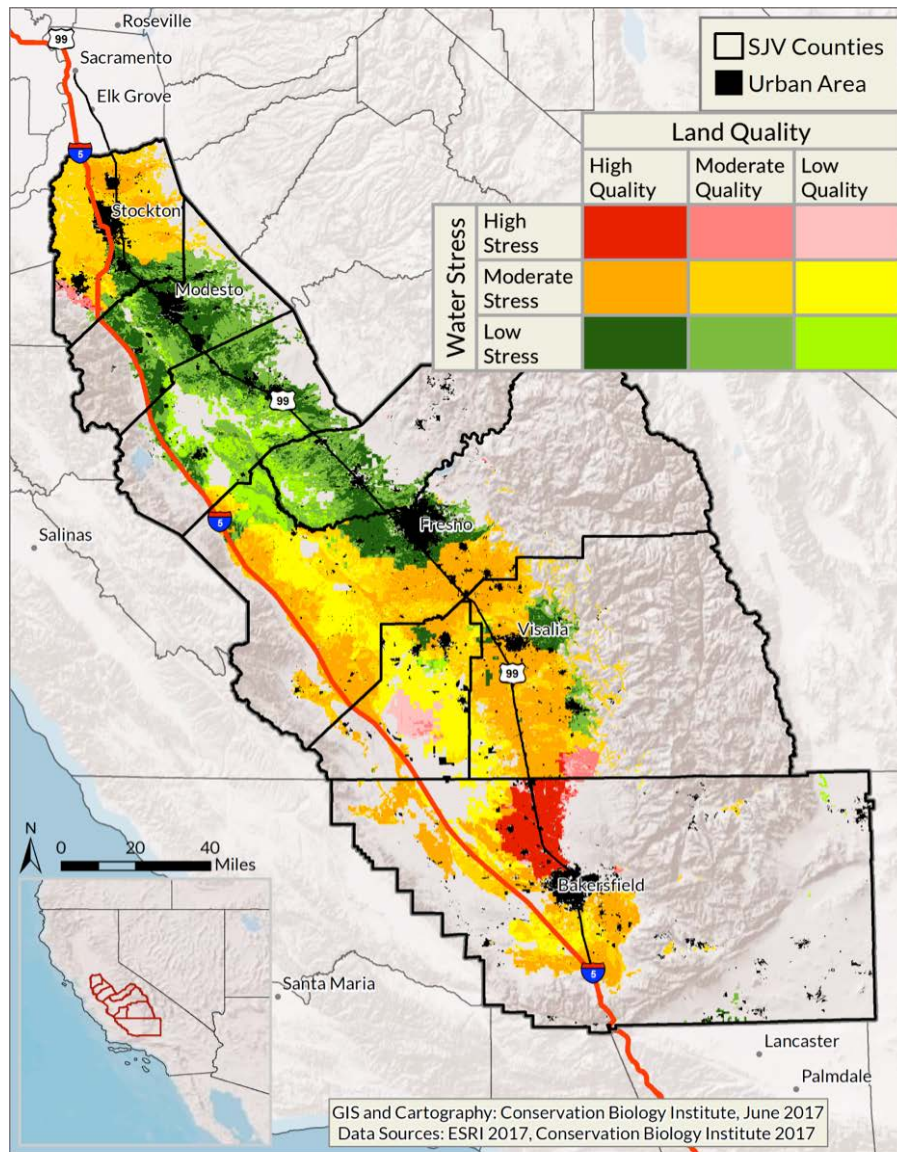 Roseville
99
Sacramento
Elk Grove
5
Stockton
Modesto
99
Fresno
5
Salinas
Visalia
99
Bakersfield
5
Santa Maria
Lancaster
Palmdale
SJV Counties
Urban Area
Land Quality
High Quality
Moderate Quality
Low Quality
Water Stress
High Stress
Moderate Stress
Low Stress
N
0 20 40
Miles
GIS and Cartography: Conservation Biology Institute, June 2017
Data Sources: ESRI 2017, Conservation Biology Institute 2017